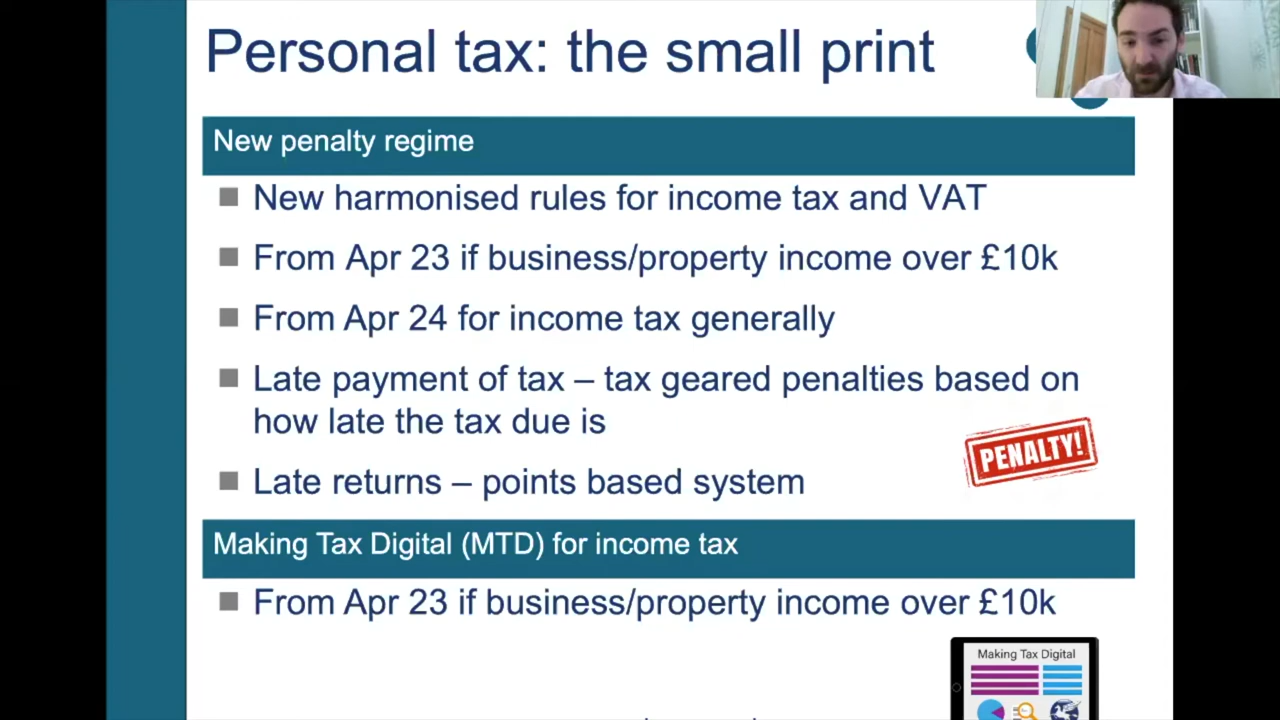 Personal tax: the small print
New penalty regime
New harmonised rules for income tax and VAT
From Apr 23 if business/property income over £10k
From Apr 24 for income tax generally
Late payment of tax – tax geared penalties based on
how late the tax due is
PENALTY!
Late returns – points based system
Making Tax Digital (MTD) for income tax
From Apr 23 if business/property income over £10k
Making Tax Digital